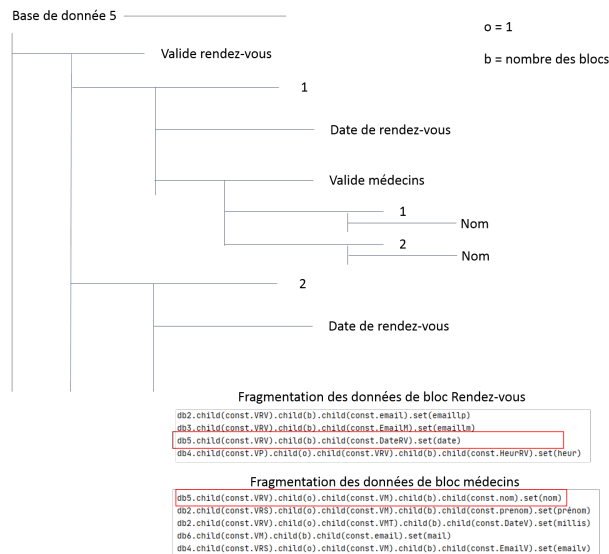 Base de donnée 5
o = 1
Valide rendez-vous
b = nombre des blocs
1
Date de rendez-vous
Valide médecins
1
Nom
2
Nom
2
Date de rendez-vous
Fragmentation des données de bloc Rendez-vous
db2.child(const.VRV).child(b).child(const.email).set(emaillp)
db3.child(const.VRV).child(b).child(const.EmailM).set(emaillm)
db5.child(const.VRV).child(b).child(const.DateRV).set(date)
db4.child(const.VP).child(o).child(const.VRV).child(b).child(const.HeurRV).set(heur)
Fragmentation des données de bloc médecins
db5.child(const.VRV).child(o).child(const.VM).child(b).child(const.nom).set(nom)
db2.child(const.VRS).child(o).child(const.VM).child(b).child(const.prenom).set(prénom)
db2.child(const.VRV).child(o).child(const.VMT).child(b).child(const.DateV).set(millis)
db6.child(const.VM).child(b).child(const.email).set(mail)
db4.child(const.VRS).child(o).child(const.VM).child(b).child(const.EmailV).set(emailv)